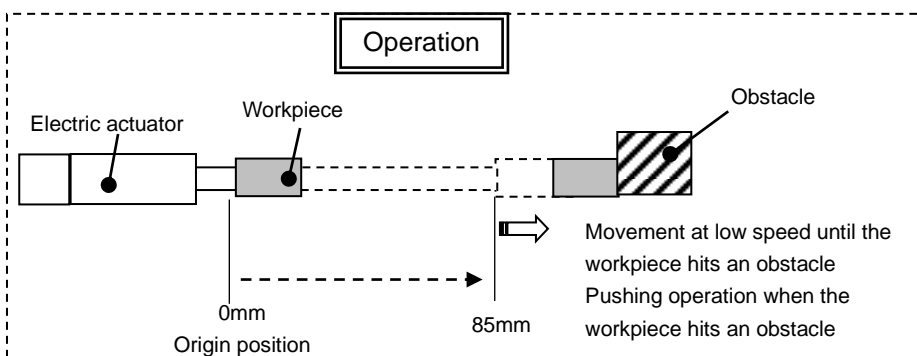 Operation
Workpiece
Obstacle
Electric actuator
Movement at low speed until the
workpiece hits an obstacle
Pushing operation when the
workpiece hits an obstacle
0mm
85mm
Origin position